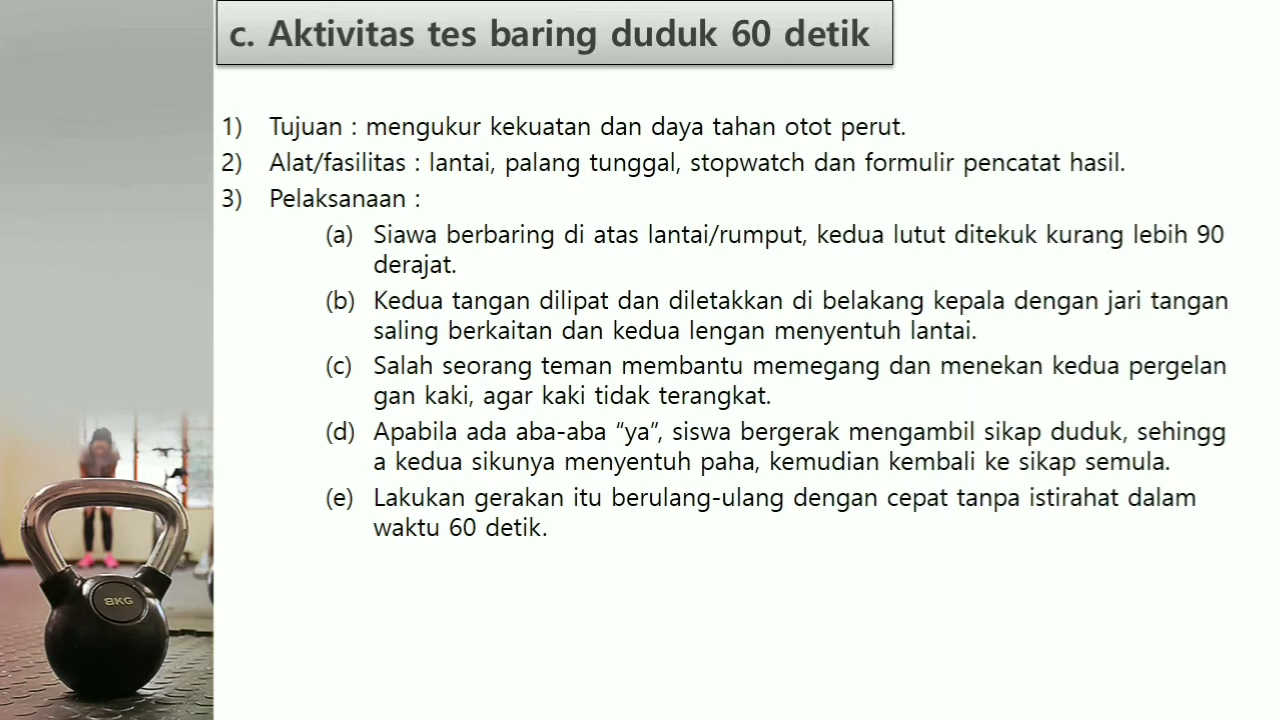 c. Aktivitas tes baring duduk 60 detik
1) Tujuan : mengukur kekuatan dan daya tahan otot perut.
2) Alat/fasilitas : lantai, palang tunggal, stopwatch dan formulir pencatat hasil.
3) Pelaksanaan :
(a) Siawa berbaring di atas lantai/rumput, kedua lutut ditekuk kurang lebih 90
derajat.
(b) Kedua tangan dilipat dan diletakkan di belakang kepala dengan jari tangan
saling berkaitan dan kedua lengan menyentuh lantai.
(c) Salah seorang teman membantu memegang dan menekan kedua pergelan
gan kaki, agar kaki tidak terangkat.
(d) Apabila ada aba-aba “ya”, siswa bergerak mengambil sikap duduk, sehingg
a kedua sikunya menyentuh paha, kemudian kembali ke sikap semula.
(e) Lakukan gerakan itu berulang-ulang dengan cepat tanpa istirahat dalam
waktu 60 detik.
8KG